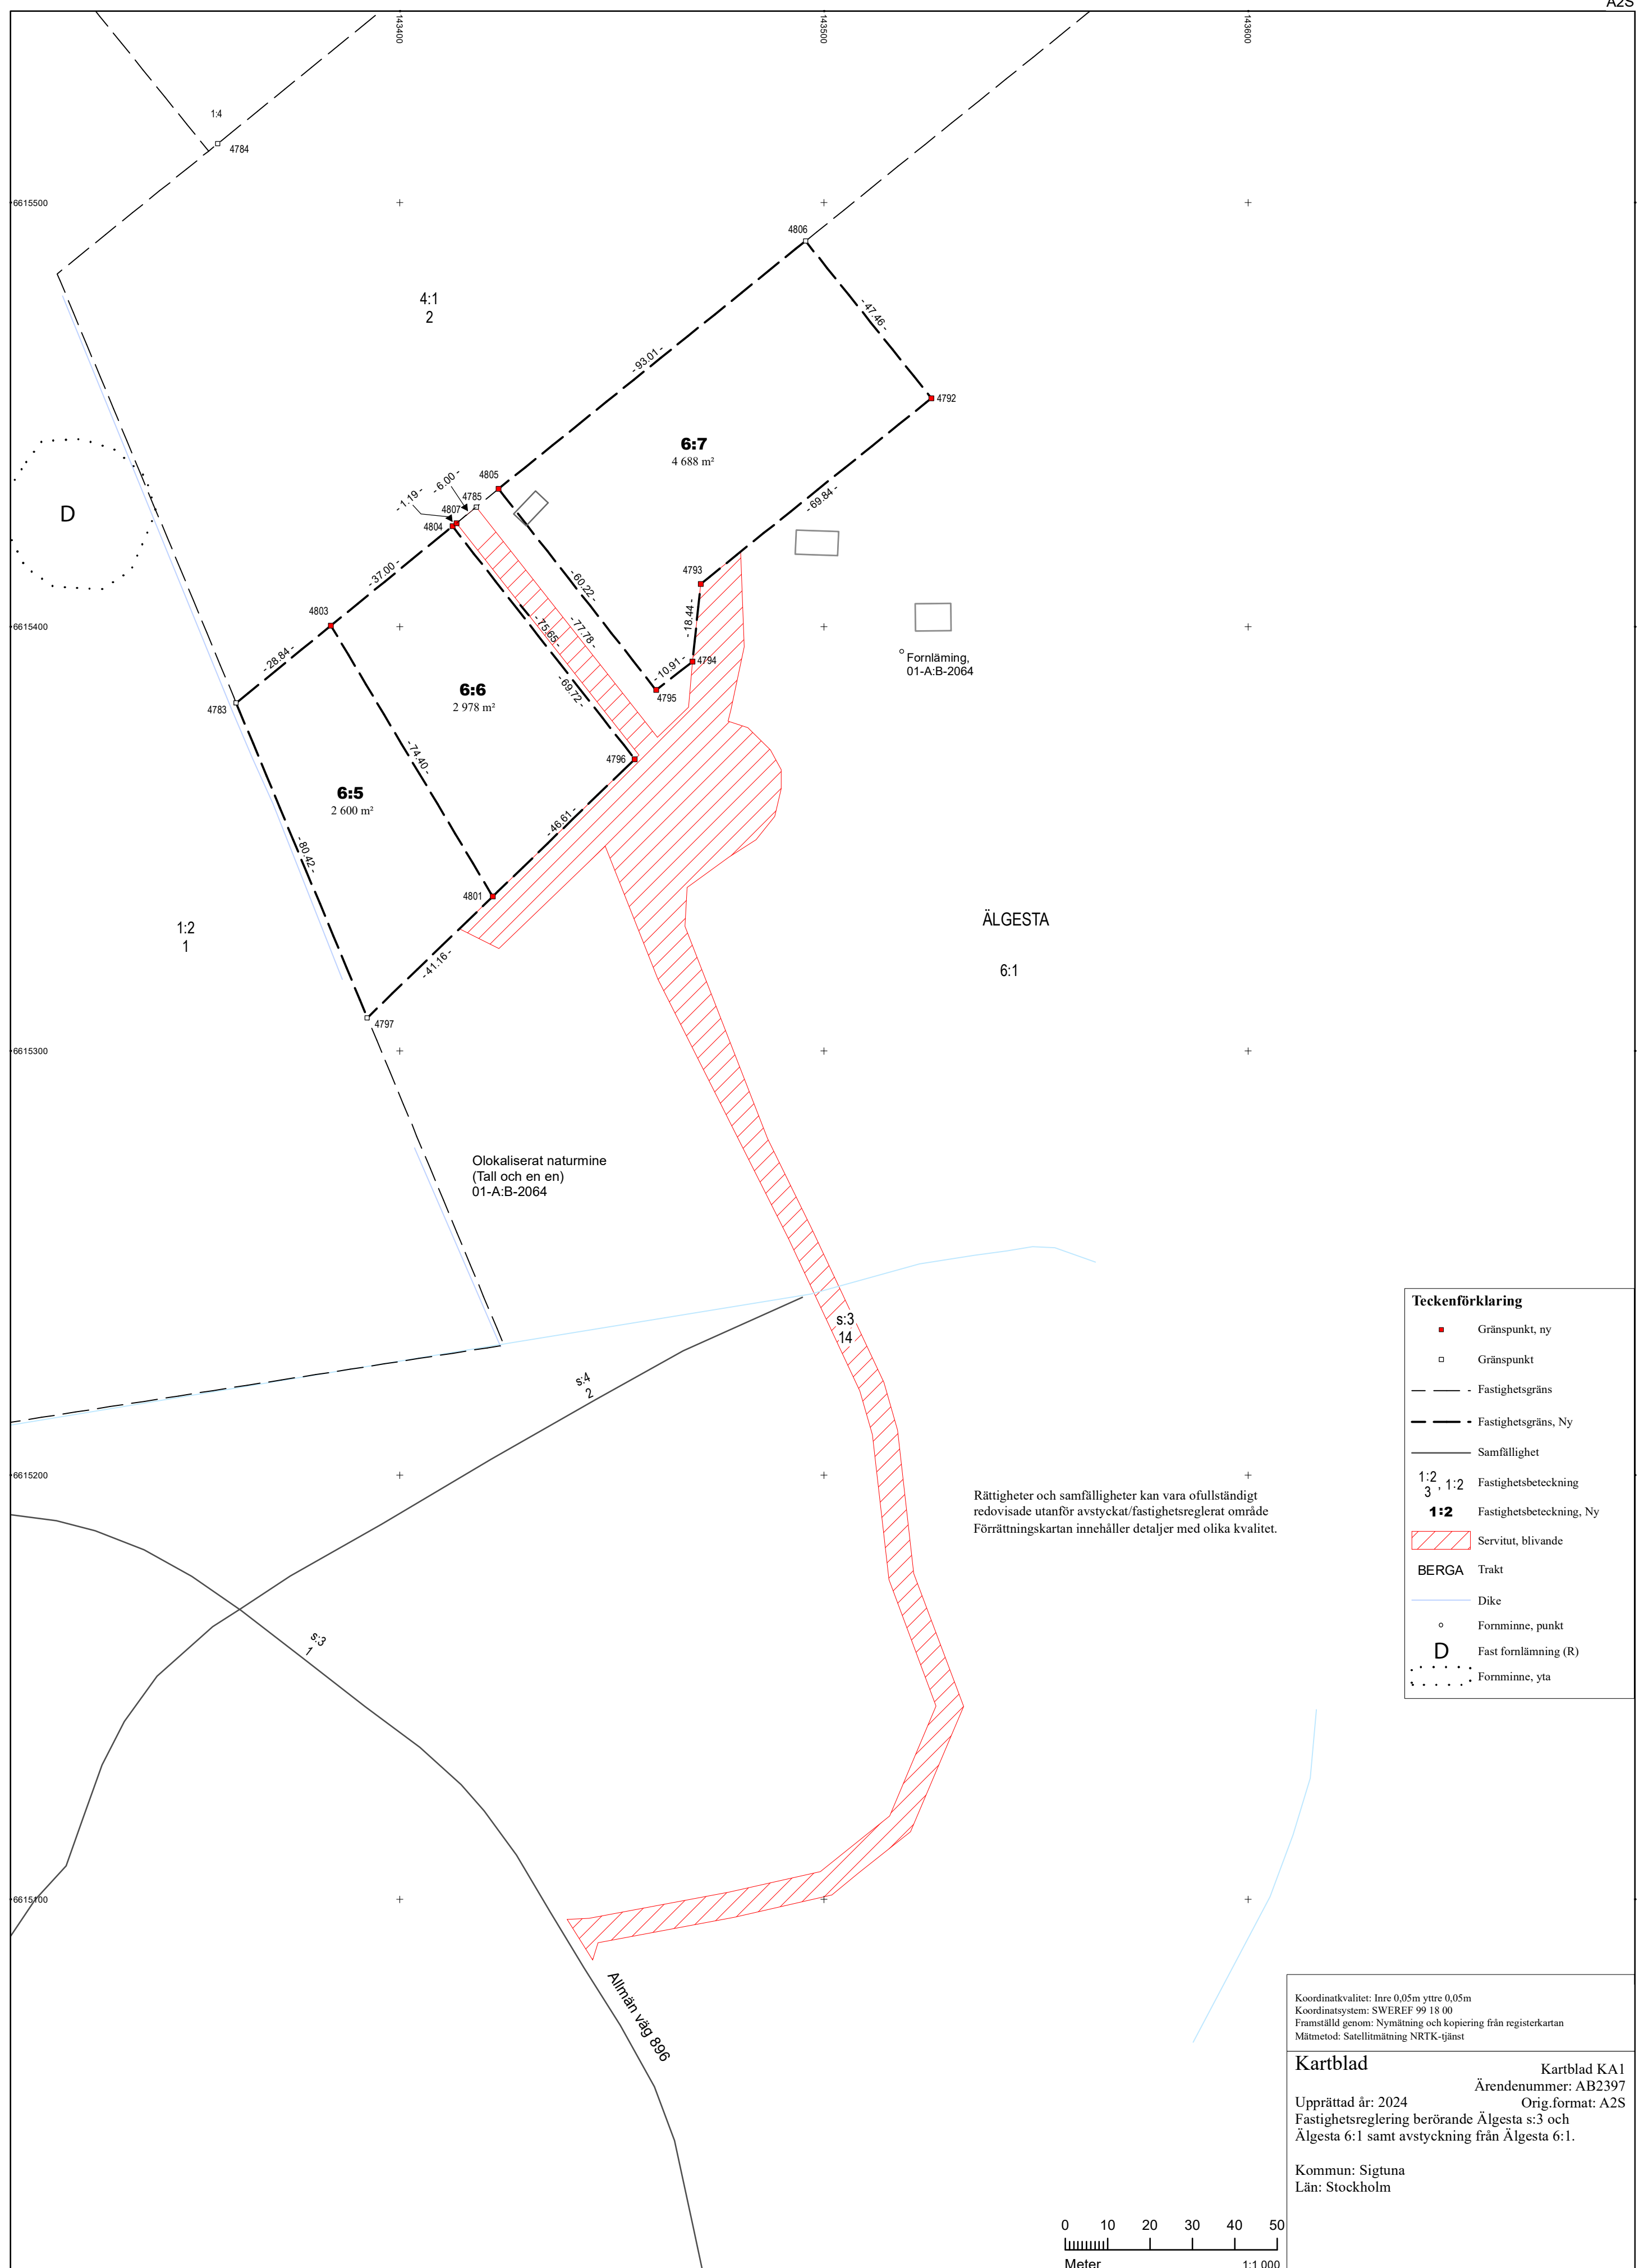 A2S
143400
143500
143600
1:4
4784
6615500
4806
4:1
2
- 47.46 -
- 93.01 -
4792
6:7
4 688 m²
4805
- 6.00 -
- 1.19 -
4785
4807
4804
- 69.84 -
D
- 37.00 -
- 60.22 -
4793
4803
6615400
- 18.44 -
- 75.65 -
- 77.78 -
- 28.84 -
4794
- 10.91 -
Fornläming,
01-A:B-2064
6:6
2 978 m²
- 69.72 -
4795
4783
- 74.40 -
4796
6:5
2 600 m²
- 46.61 -
- 80.42 -
4801
1:2
1
ÄLGESTA
- 41.16 -
6:1
4797
6615300
Olokaliserat naturmine
(Tall och en en)
01-A:B-2064
s:3
14
s:4
2
6615200
Rättigheter och samfälligheter kan vara ofullständigt
redovisade utanför avstyckat/fastighetsreglerat område
Förrättningskartan innehåller detaljer med olika kvalitet.
s:3
1
6615100
Allmän väg 896
Teckenförklaring
Gränspunkt, ny
Gränspunkt
Fastighetsgräns
Fastighetsgräns, Ny
Samfällighet
1:2
3 , 1:2 Fastighetsbeteckning
1:2 Fastighetsbeteckning, Ny
Servitut, blivande
BERGA Trakt
Dike
Fornminne, punkt
D Fast fornlämning (R)
Fornminne, yta
Koordinatkvalitet: Inre 0,05m yttre 0,05m
Koordinatsystem: SWEREF 99 18 00
Framställd genom: Nymätning och kopiering från registerkartan
Mätmetod: Satellitmätning NRTK-tjänst
Kartblad
Kartblad KA1
Ärendenummer: AB2397
Upprättad år: 2024 Orig.format: A2S
Fastighetsreglering berörande Älgesta s:3 och
Älgesta 6:1 samt avstyckning från Älgesta 6:1.
Kommun: Sigtuna
Län: Stockholm
0 10 20 30 40 50
Meter 1:1 000